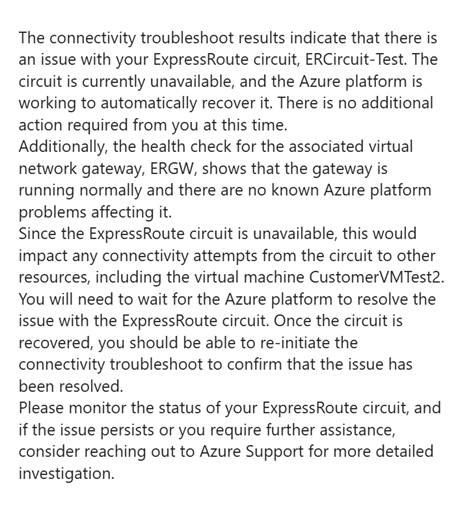 The connectivity troubleshoot results indicate that there is
an issue with your ExpressRoute circuit, ERCircuit-Test. The
circuit is currently unavailable, and the Azure platform is
working to automatically recover it. There is no additional
action required from you at this time.
Additionally, the health check for the associated virtual
network gateway, ERGW, shows that the gateway is
running normally and there are no known Azure platform
problems affecting it.
Since the ExpressRoute circuit is unavailable, this would
impact any connectivity attempts from the circuit to other
resources, including the virtual machine CustomerVMTest2.
You will need to wait for the Azure platform to resolve the
issue with the ExpressRoute circuit. Once the circuit is
recovered, you should be able to re-initiate the
connectivity troubleshoot to confirm that the issue has
been resolved.
Please monitor the status of your ExpressRoute circuit, and
if the issue persists or you require further assistance,
consider reaching out to Azure Support for more detailed
investigation.